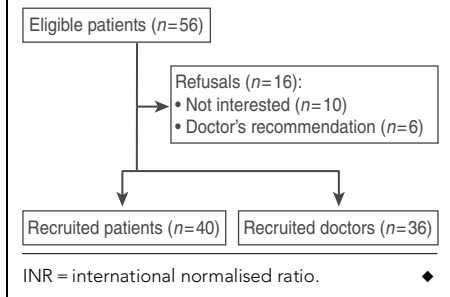 Eligible patients (n=56)
Refusals (n=16):
• Not interested (n=10)
• Doctor's recommendation (n=6)
Recruited patients (n=40)
Recruited doctors (n=36)
INR = international normalised ratio. ◆